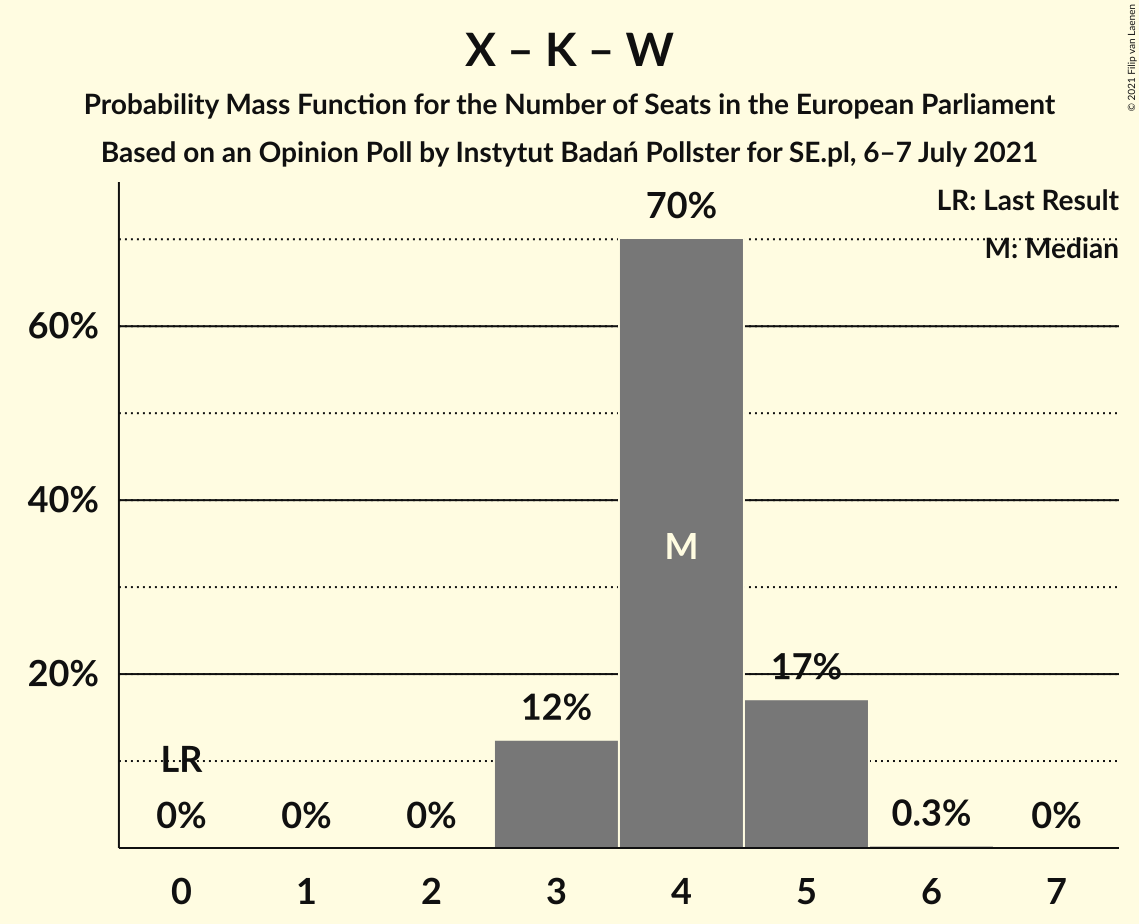 X – K – W
Probability Mass Function for the Number of Seats in the European Parliament
Based on an Opinion Poll by Instytut Badań Pollster for SE.pl, 6–7 July 2021
© 2021 Filip van Laenen
LR: Last Result
M: Median
70%
60%
40%
M
20%
17%
12%
LR
0% 0% 0% 0.3% 0%
0 1 2 3 4 5 6 7